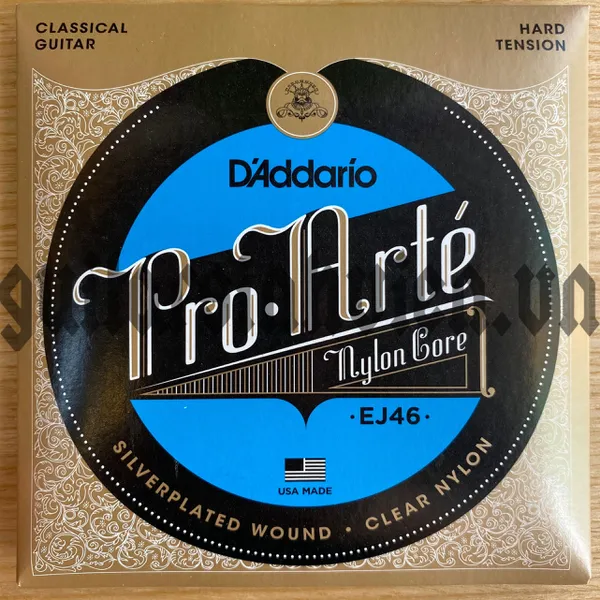 CLASSICAL
GUITAR
HARD
TENSION
D'Addario
Pro·Arté
Nylon Core
·EJ46·
USA MADE
SILVERPLATED WOUND · CLEAR NYLON